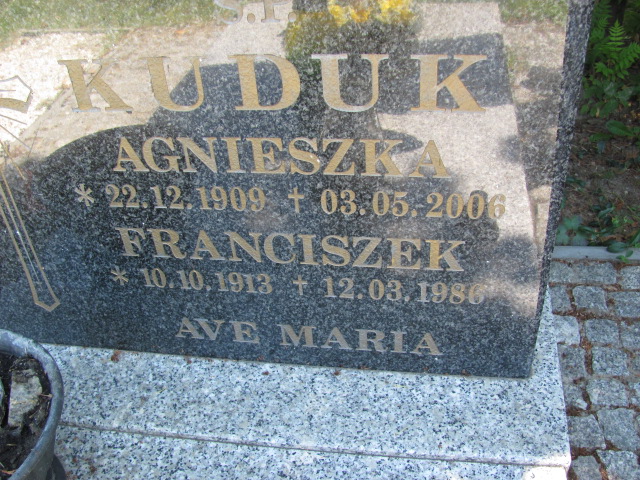 Ś.P.
KUDUK
AGNIESZKA
* 22.12.1909 + 03.05.2006
FRANCISZEK
* 10.10.1913 + 12.03.1986
AVE MARIA